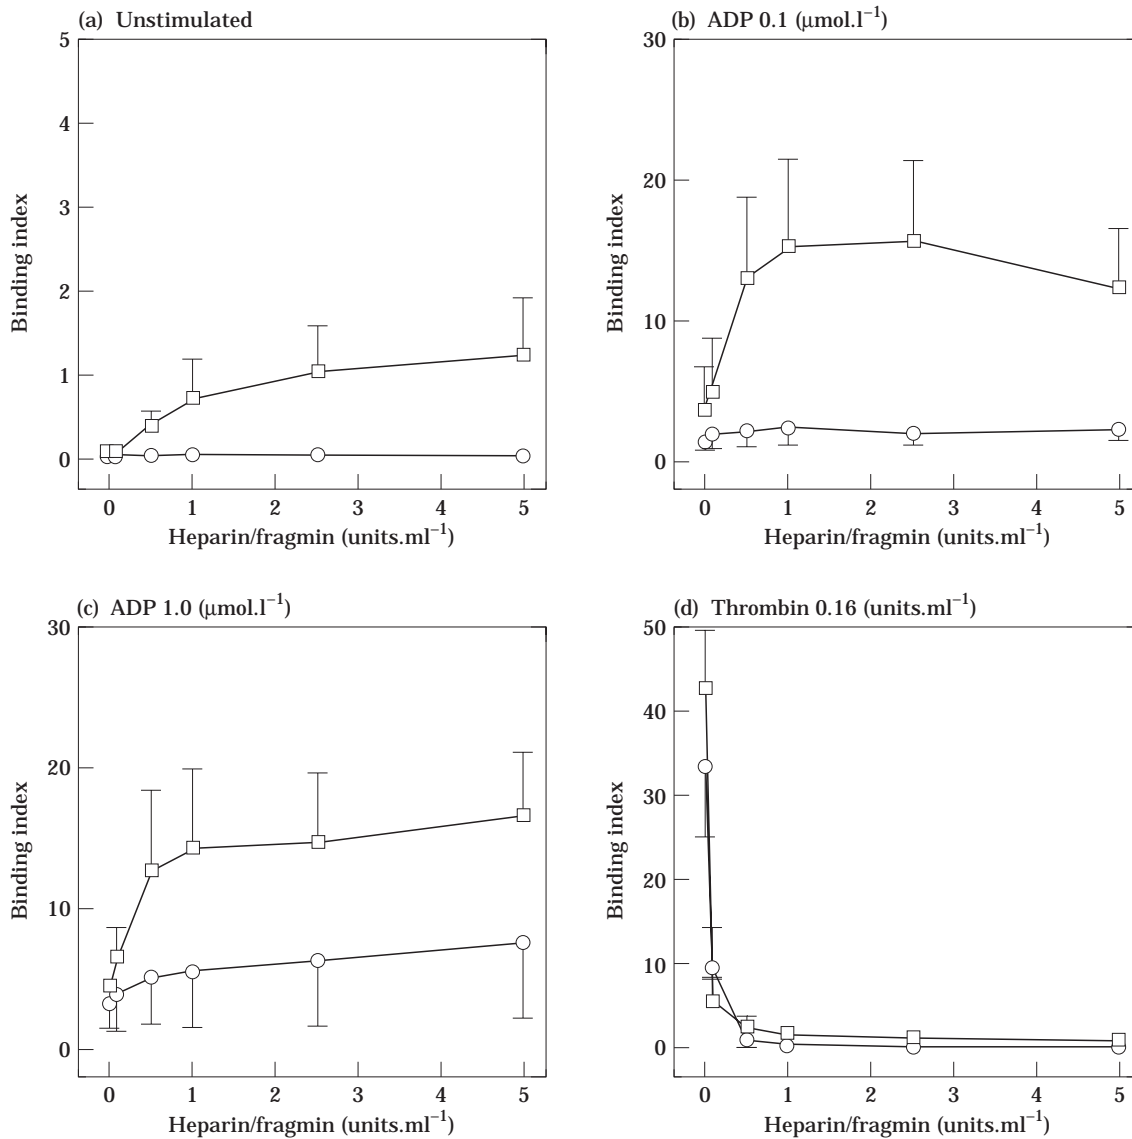 (a) Unstimulated
5
4
3
2
1
0
Binding index
0 1 2 3 4 5
Heparin/fragmin (units.ml⁻¹)
(b) ADP 0.1 (μmol.l⁻¹)
30
20
10
0
Binding index
0 1 2 3 4 5
Heparin/fragmin (units.ml⁻¹)
(c) ADP 1.0 (μmol.l⁻¹)
30
20
10
0
Binding index
0 1 2 3 4 5
Heparin/fragmin (units.ml⁻¹)
(d) Thrombin 0.16 (units.ml⁻¹)
50
40
30
20
10
0
Binding index
0 1 2 3 4 5
Heparin/fragmin (units.ml⁻¹)